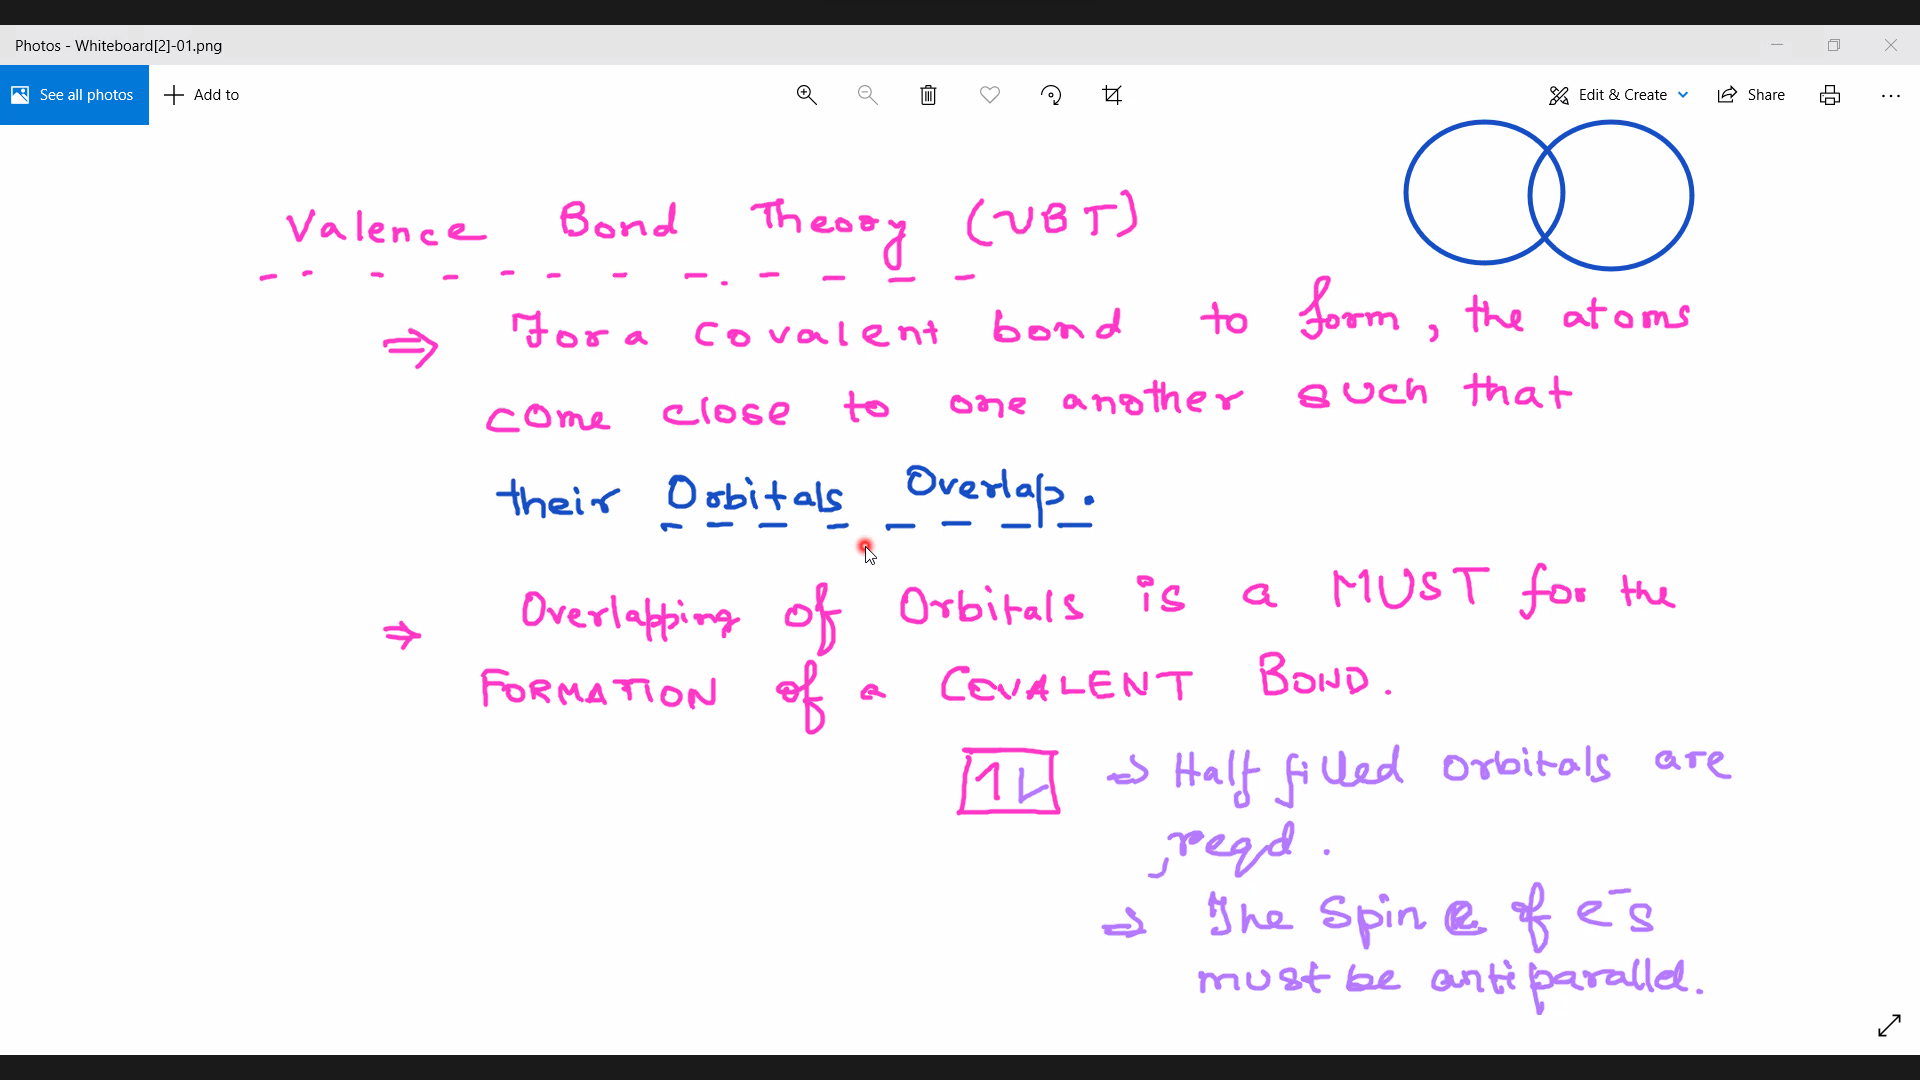 Photos - Whiteboard[2]-01.png
See all photos
Add to
Edit & Create
Share
Valence Bond Theory (VBT)
⇒ For a covalent bond to form, the atoms
come close to one another such that
their Orbitals Overlap.
⇒ Overlapping of Orbitals is a MUST for the
FORMATION of a COVALENT BOND.
1 ⇒ Half filled orbitals are
reqd.
⇒ The Spin of e⁻s
must be antiparallel.